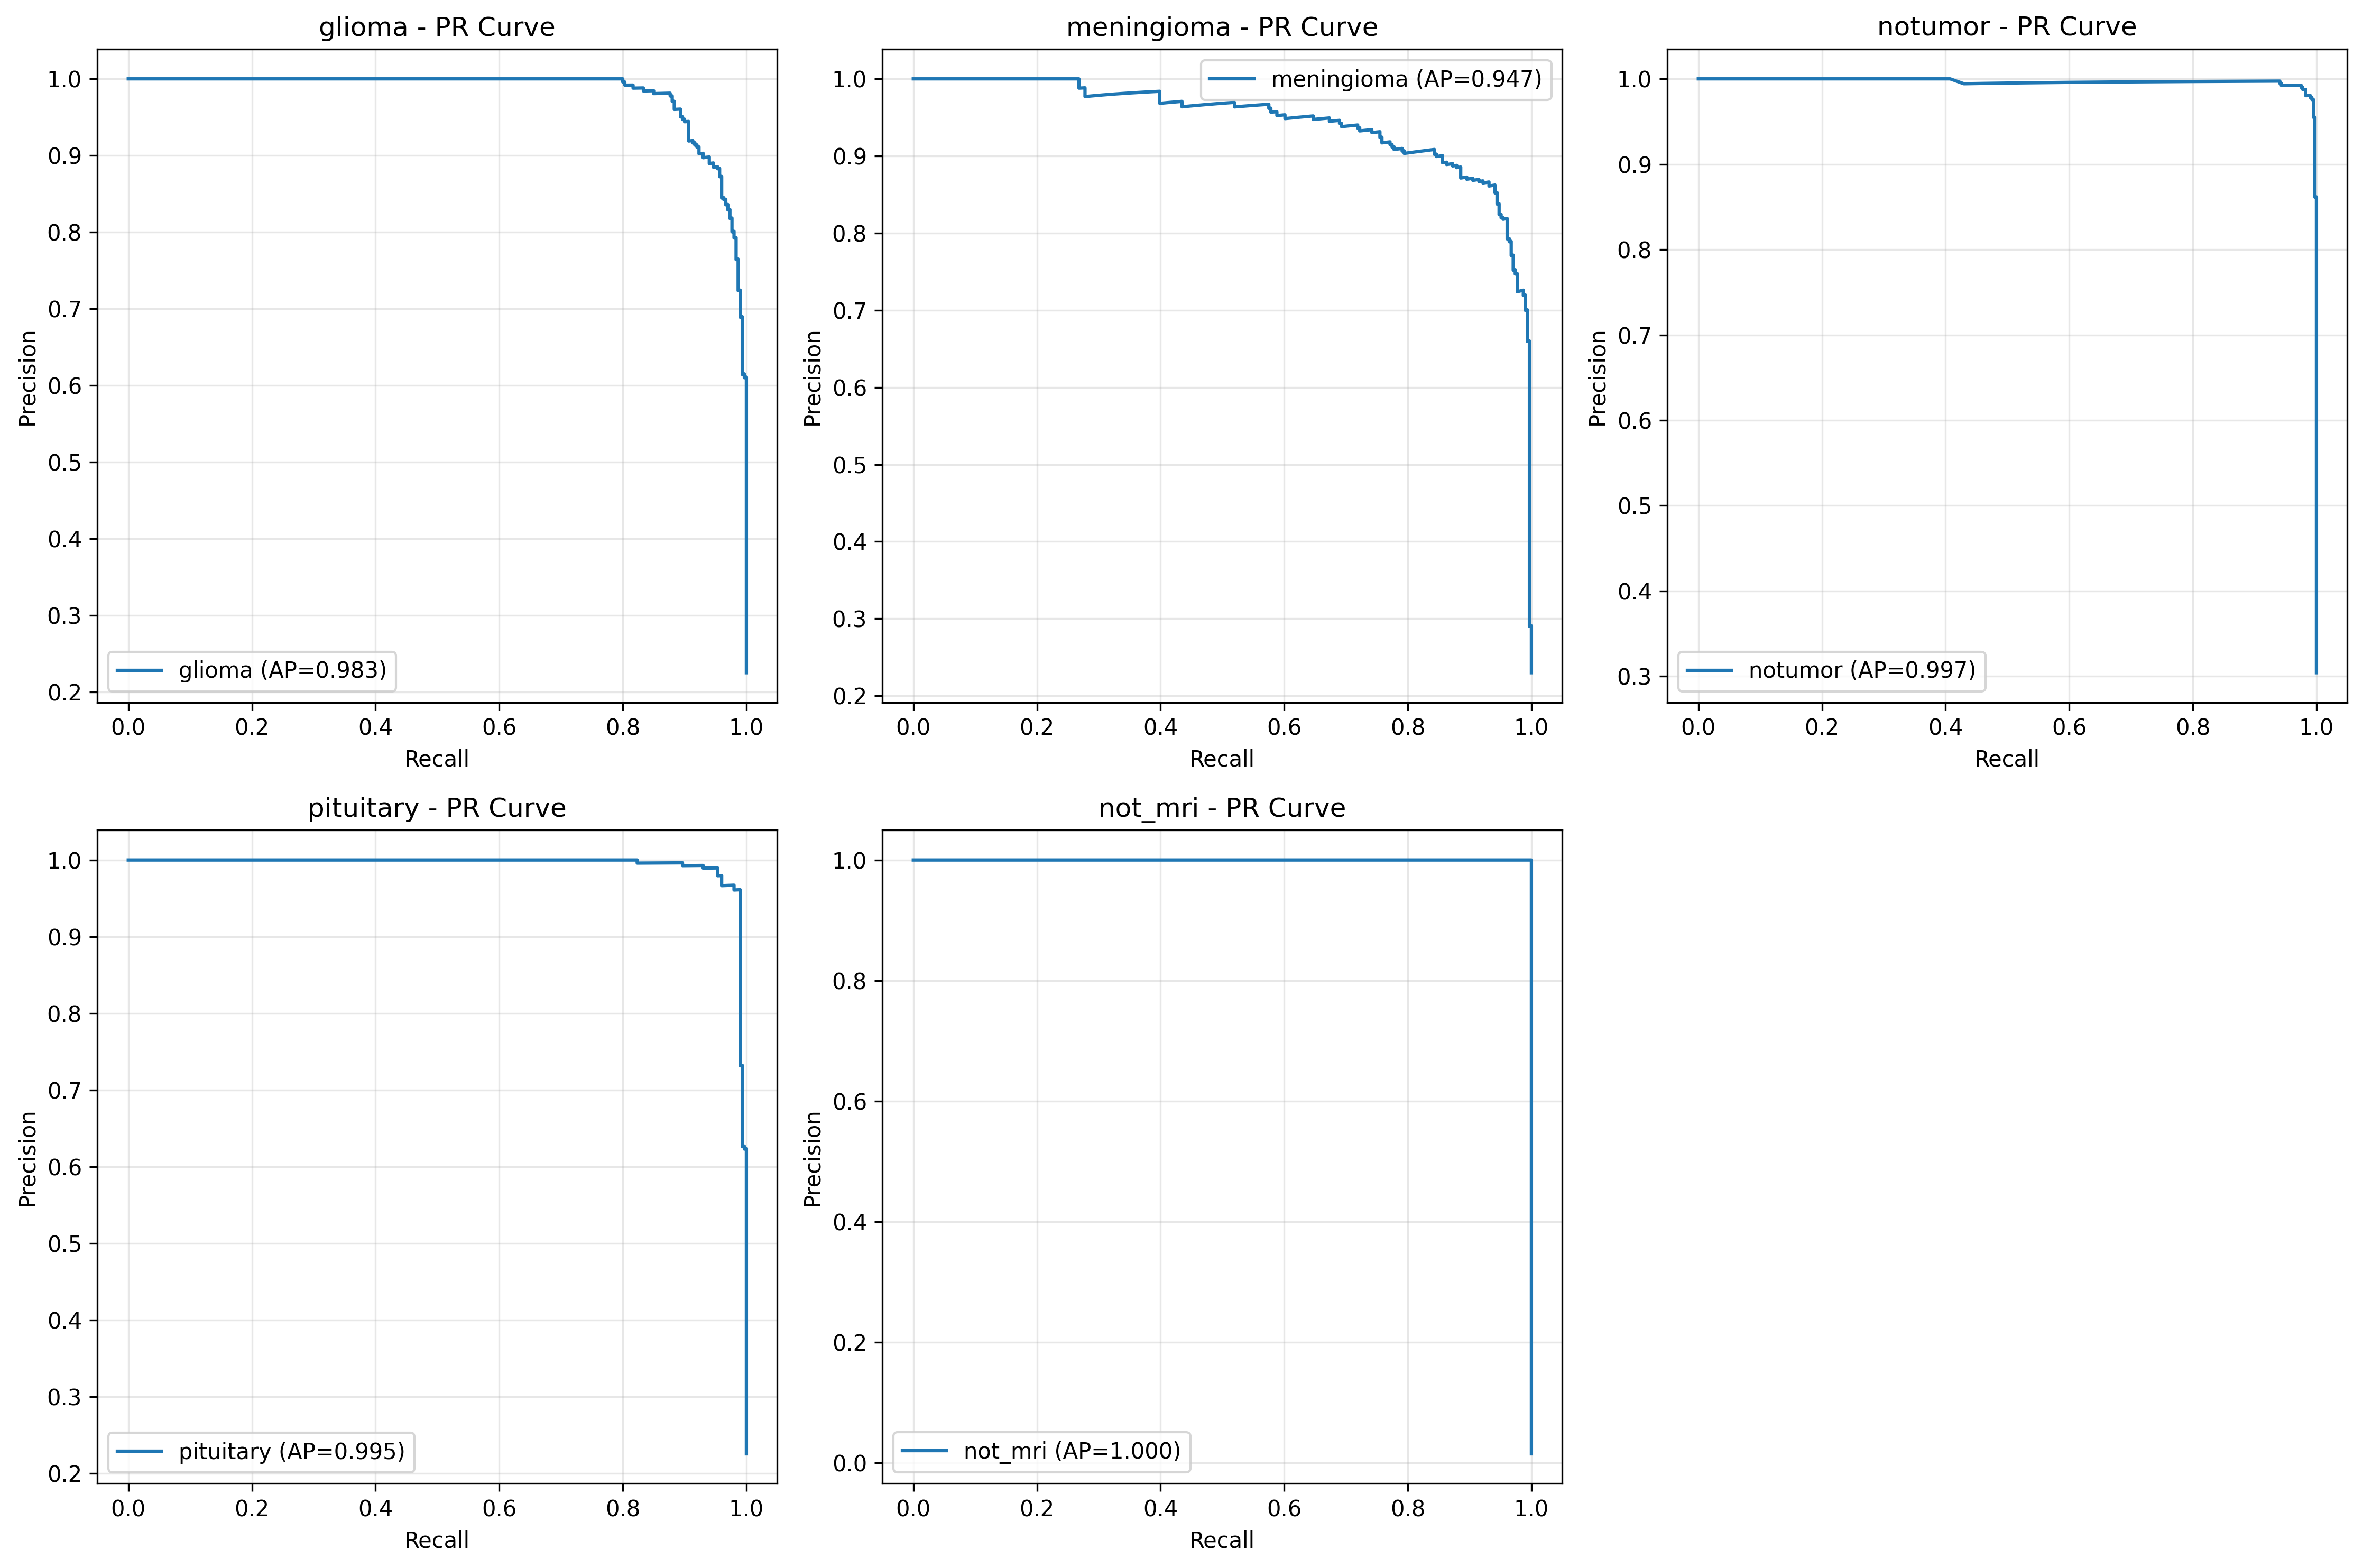 glioma - PR Curve
1.0
0.9
0.8
0.7
0.6
0.5
0.4
0.3
0.2
Precision
glioma (AP=0.983)
0.0 0.2 0.4 0.6 0.8 1.0
Recall
meningioma - PR Curve
meningioma (AP=0.947)
1.0
0.9
0.8
0.7
0.6
0.5
0.4
0.3
0.2
Precision
0.0 0.2 0.4 0.6 0.8 1.0
Recall
notumor - PR Curve
1.0
0.9
0.8
0.7
0.6
0.5
0.4
0.3
Precision
notumor (AP=0.997)
0.0 0.2 0.4 0.6 0.8 1.0
Recall
pituitary - PR Curve
1.0
0.9
0.8
0.7
0.6
0.5
0.4
0.3
0.2
Precision
pituitary (AP=0.995)
0.0 0.2 0.4 0.6 0.8 1.0
Recall
not_mri - PR Curve
1.0
0.8
0.6
0.4
0.2
0.0
Precision
not_mri (AP=1.000)
0.0 0.2 0.4 0.6 0.8 1.0
Recall